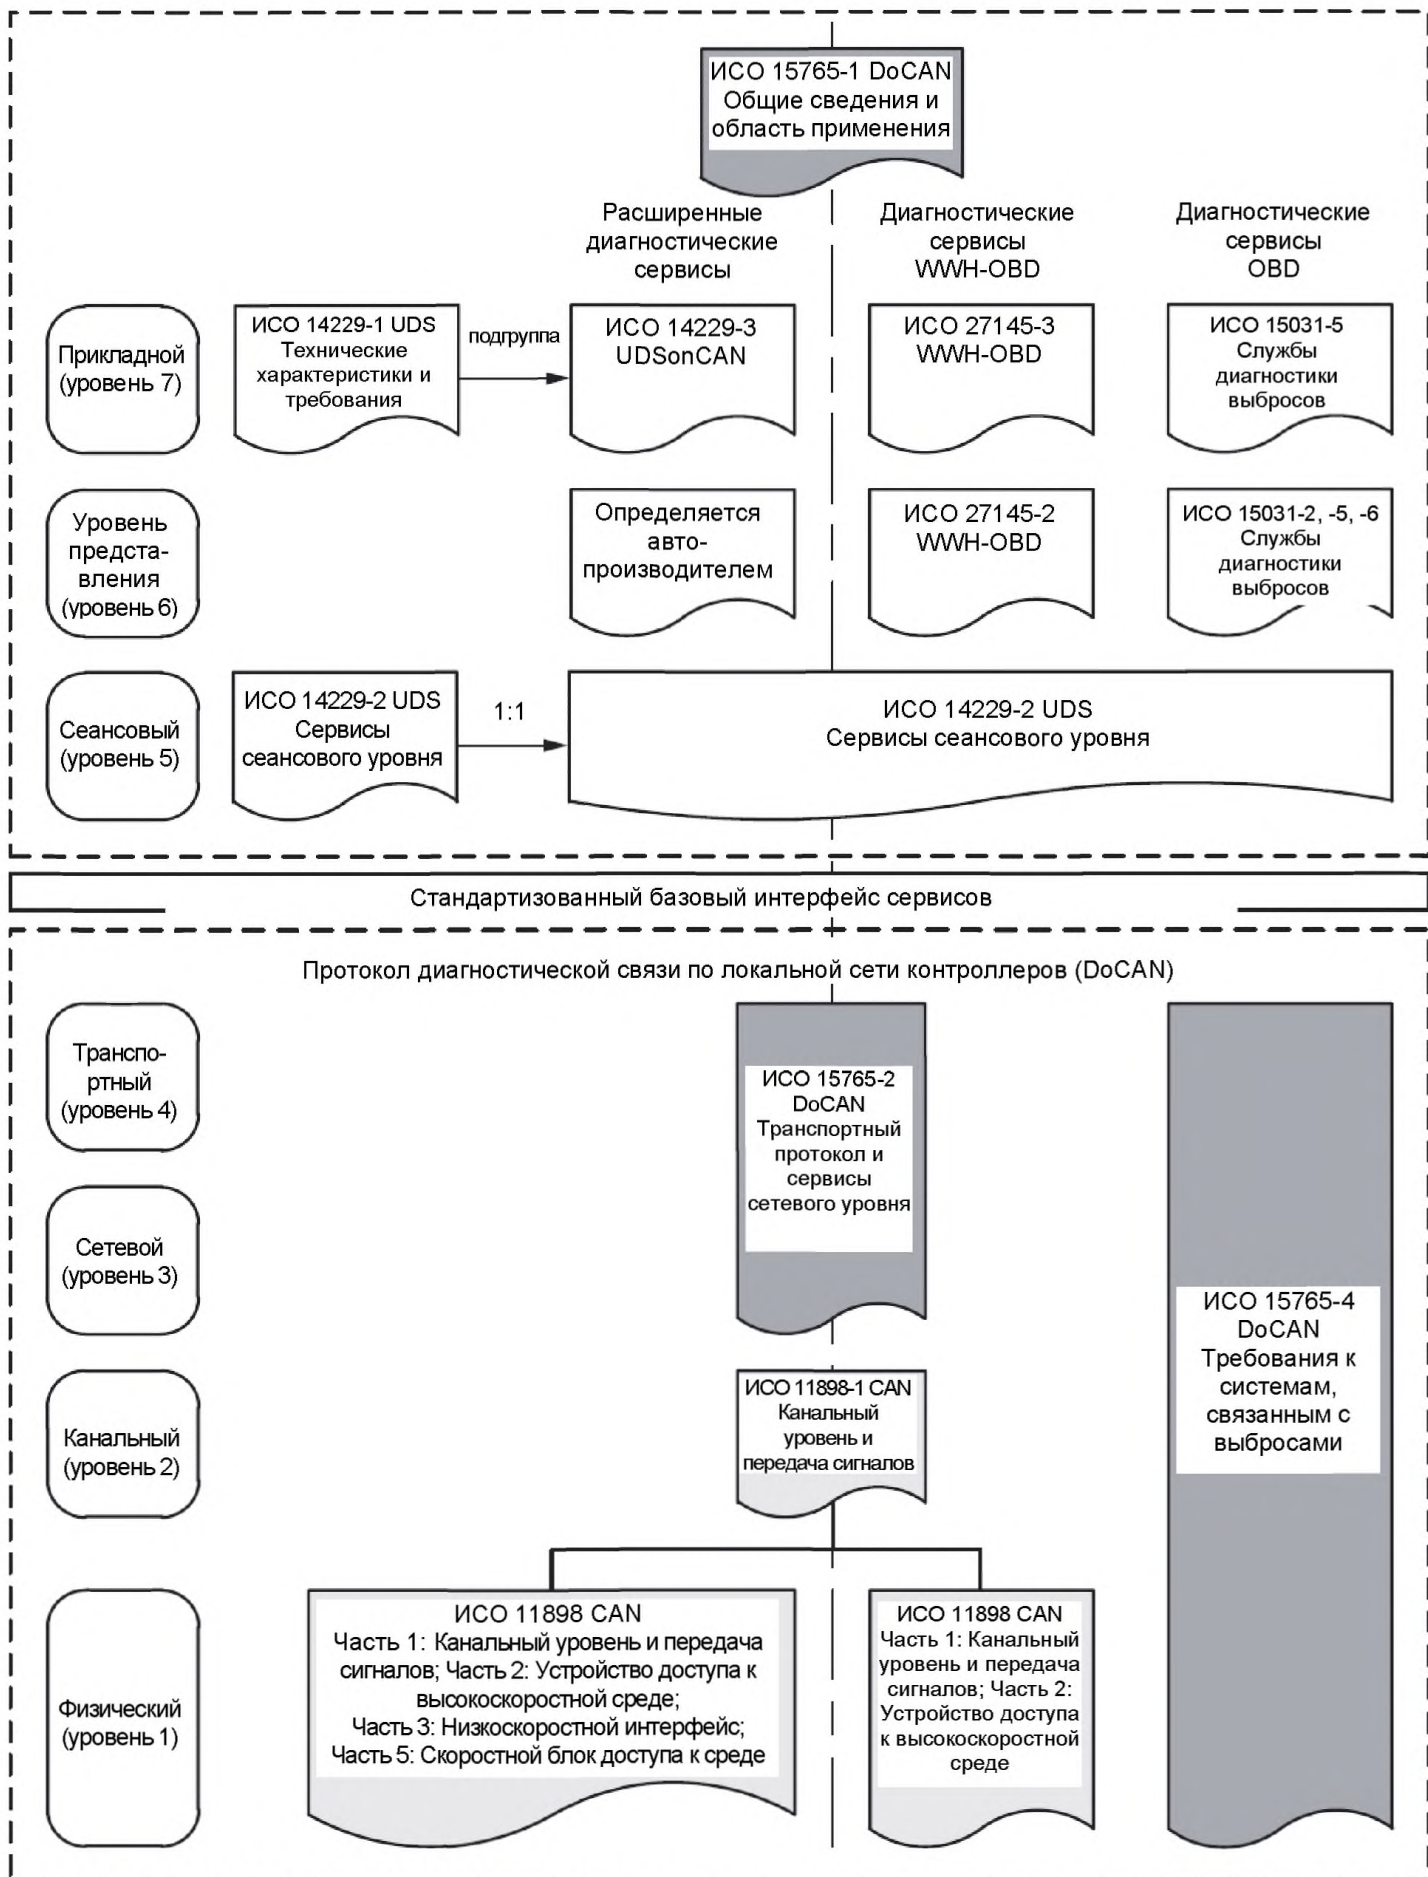 ИСО 15765-1 DoCAN
Общие сведения и
область применения
Расширенные
диагностические
сервисы
Диагностические
сервисы
WWH-OBD
Диагностические
сервисы
OBD
Прикладной
(уровень 7)
ИСО 14229-1 UDS
Технические
характеристики и
требования
подгруппа
ИСО 14229-3
UDSonCAN
ИСО 27145-3
WWH-OBD
ИСО 15031-5
Службы
диагностики
выбросов
Уровень
предста-
вления
(уровень 6)
Определяется
авто-
производителем
ИСО 27145-2
WWH-OBD
ИСО 15031-2, -5, -6
Службы
диагностики
выбросов
Сеансовый
(уровень 5)
ИСО 14229-2 UDS
Сервисы
сеансового уровня
1:1
ИСО 14229-2 UDS
Сервисы сеансового уровня
Стандартизованный базовый интерфейс сервисов
Протокол диагностической связи по локальной сети контроллеров (DoCAN)
Транспо-
ртный
(уровень 4)
ИСО 15765-2
DoCAN
Транспортный
протокол и
сервисы
сетевого уровня
Сетевой
(уровень 3)
ИСО 15765-4
DoCAN
Требования к
системам,
связанным с
выбросами
Канальный
(уровень 2)
ИСО 11898-1 CAN
Канальный
уровень и
передача сигналов
Физический
(уровень 1)
ИСО 11898 CAN
Часть 1: Канальный уровень и передача
сигналов; Часть 2: Устройство доступа к
высокоскоростной среде;
Часть 3: Низкоскоростной интерфейс;
Часть 5: Скоростной блок доступа к среде
ИСО 11898 CAN
Часть 1: Канальный
уровень и передача
сигналов; Часть 2:
Устройство доступа
к высокоскоростной
среде